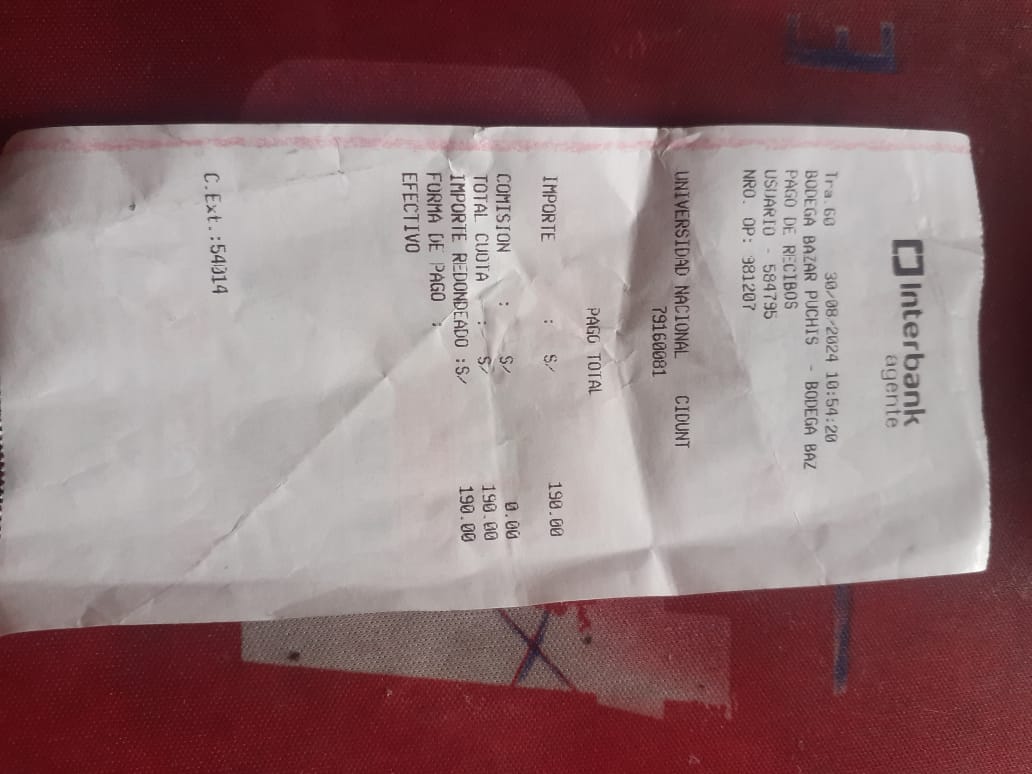 Interbank
agente
Tra.60 30/08/2024 10:54:20
BODEGA BAZAR PUCHIS - BODEGA BAZ
PAGO DE RECIBOS
USUARIO - 584795
NRO. OP: 981207
UNIVERSIDAD NACIONAL CIDUNT
79160081
PAGO TOTAL
IMPORTE : S/ 190.00
COMISION : S/ 0.00
TOTAL CUOTA : S/ 190.00
IMPORTE REDONDEADO :S/ 190.00
FORMA DE PAGO :
EFECTIVO
C.Ext.:54014